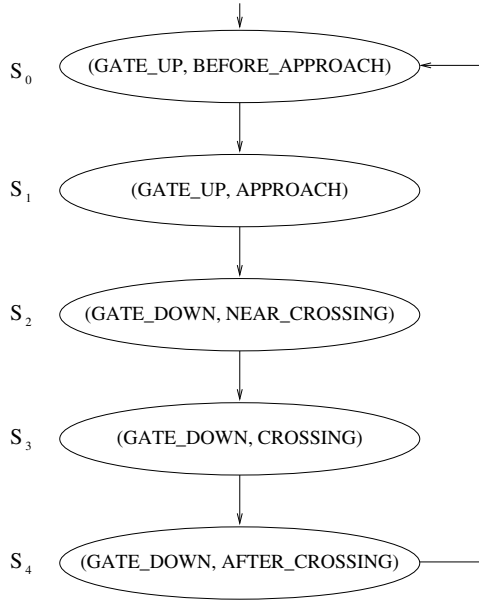 S0 (GATE_UP, BEFORE_APPROACH)
S1 (GATE_UP, APPROACH)
S2 (GATE_DOWN, NEAR_CROSSING)
S3 (GATE_DOWN, CROSSING)
S4 (GATE_DOWN, AFTER_CROSSING)